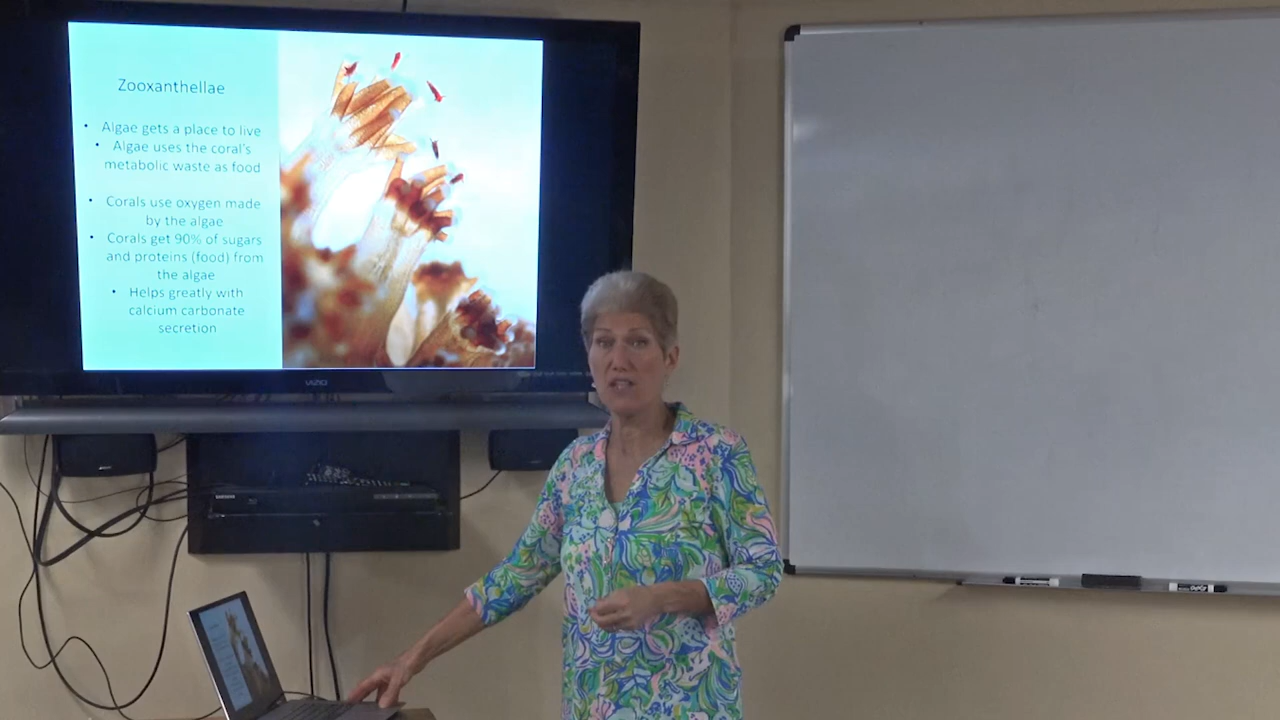 Zooxanthellae
• Algae gets a place to live
• Algae uses the coral's
metabolic waste as food
• Corals use oxygen made
by the algae
• Corals get 90% of sugars
and proteins (food) from
the algae
• Helps greatly with
calcium carbonate
secretion
VIZIO